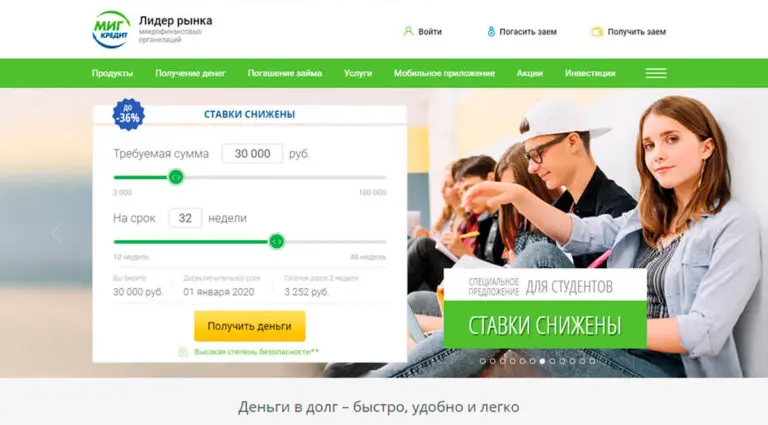 МИГ
КРЕДИТ
Лидер рынка
микрофинансовых
организаций
Войти
Погасить заем
Получить заем
Продукты
Получение денег
Погашение займа
Услуги
Мобильное приложение
Акции
Инвестиции
ДО
-36%
СТАВКИ СНИЖЕНЫ
Требуемая сумма 30 000 руб.
3 000 100 000
На срок 32 недели
10 недель 48 недель
Вы берете
30 000 руб.
До(включительно) срок
01 января 2020
Платеж раз в 2 недели
3 252 руб.
Получить деньги
Высокая степень безопасности**
СПЕЦИАЛЬНОЕ
ПРЕДЛОЖЕНИЕ ДЛЯ СТУДЕНТОВ
СТАВКИ СНИЖЕНЫ
Деньги в долг – быстро, удобно и легко